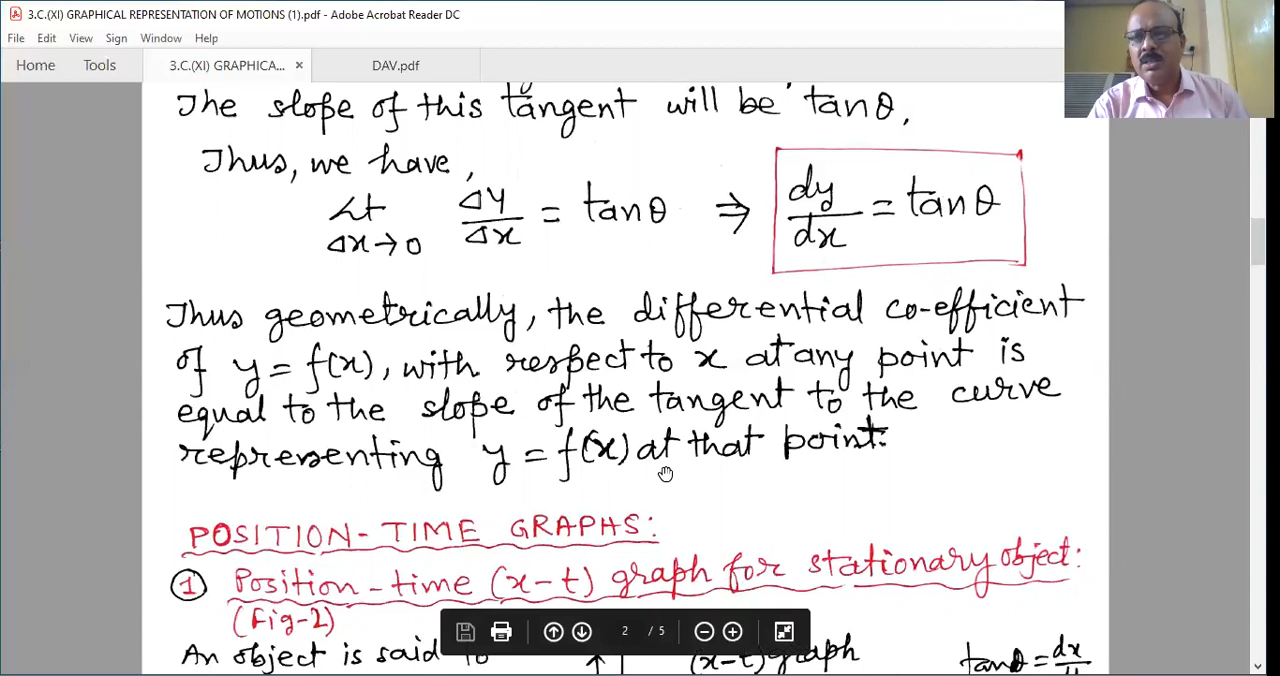 3.C.(XI) GRAPHICAL REPRESENTATION OF MOTIONS (1).pdf - Adobe Acrobat Reader DC
File Edit View Sign Window Help
Home Tools 3.C.(XI) GRAPHICA... × DAV.pdf
The slope of this tangent will be tanθ,
Thus, we have,
Lt Δy/Δx = tanθ ⇒ dy/dx = tanθ
Δx→0
Thus geometrically, the differential co-efficient
of y = f(x), with respect to x at any point is
equal to the slope of the tangent to the curve
representing y = f(x) at that point.
POSITION-TIME GRAPHS:
1 Position-time (x-t) graph for stationary object:
(Fig-2)
2 / 5
An object is said to (x-t) graph tanθ = dx